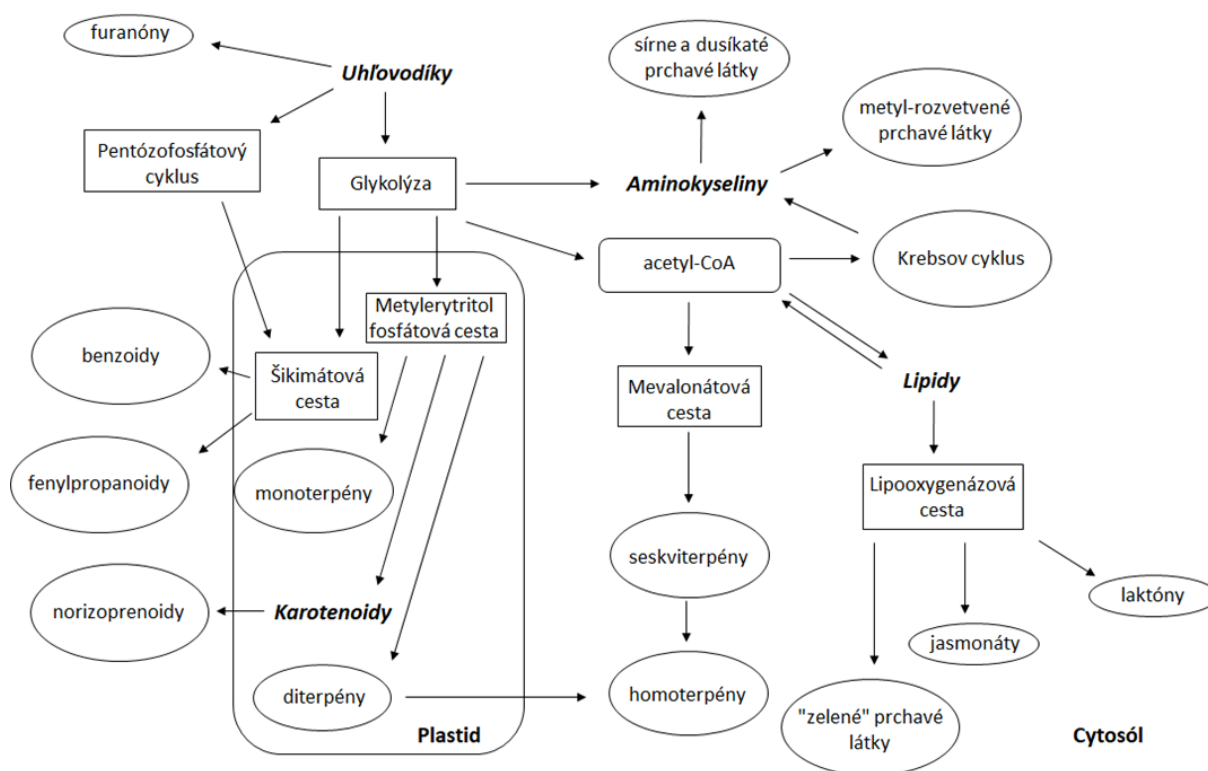 furanóny
Uhľovodíky
sírne a dusíkaté
prchavé látky
metyl-rozvetvené
prchavé látky
Pentózofosfátový
cyklus
Glykolýza
Aminokyseliny
acetyl-CoA
Krebsov cyklus
Metylerytritol
fosfátová cesta
benzoidy
Šikimátová
cesta
Mevalonátová
cesta
Lipidy
fenylpropanoidy
monoterpény
Lipooxygenázová
cesta
seskviterpény
norizoprenoidy
Karotenoidy
laktóny
jasmonáty
diterpény
homoterpény
"zelené" prchavé
látky
Plastid
Cytosól